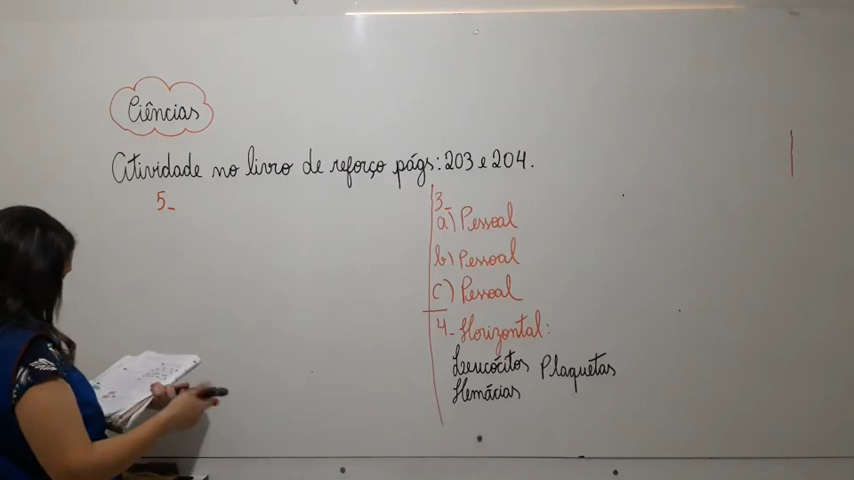 Ciências
Atividade no livro de reforço págs: 203 e 204.
5-
3-
a) Pessoal
b) Pessoal
c) Pessoal
4- Horizontal:
Leucócitos Plaquetas
Hemácias